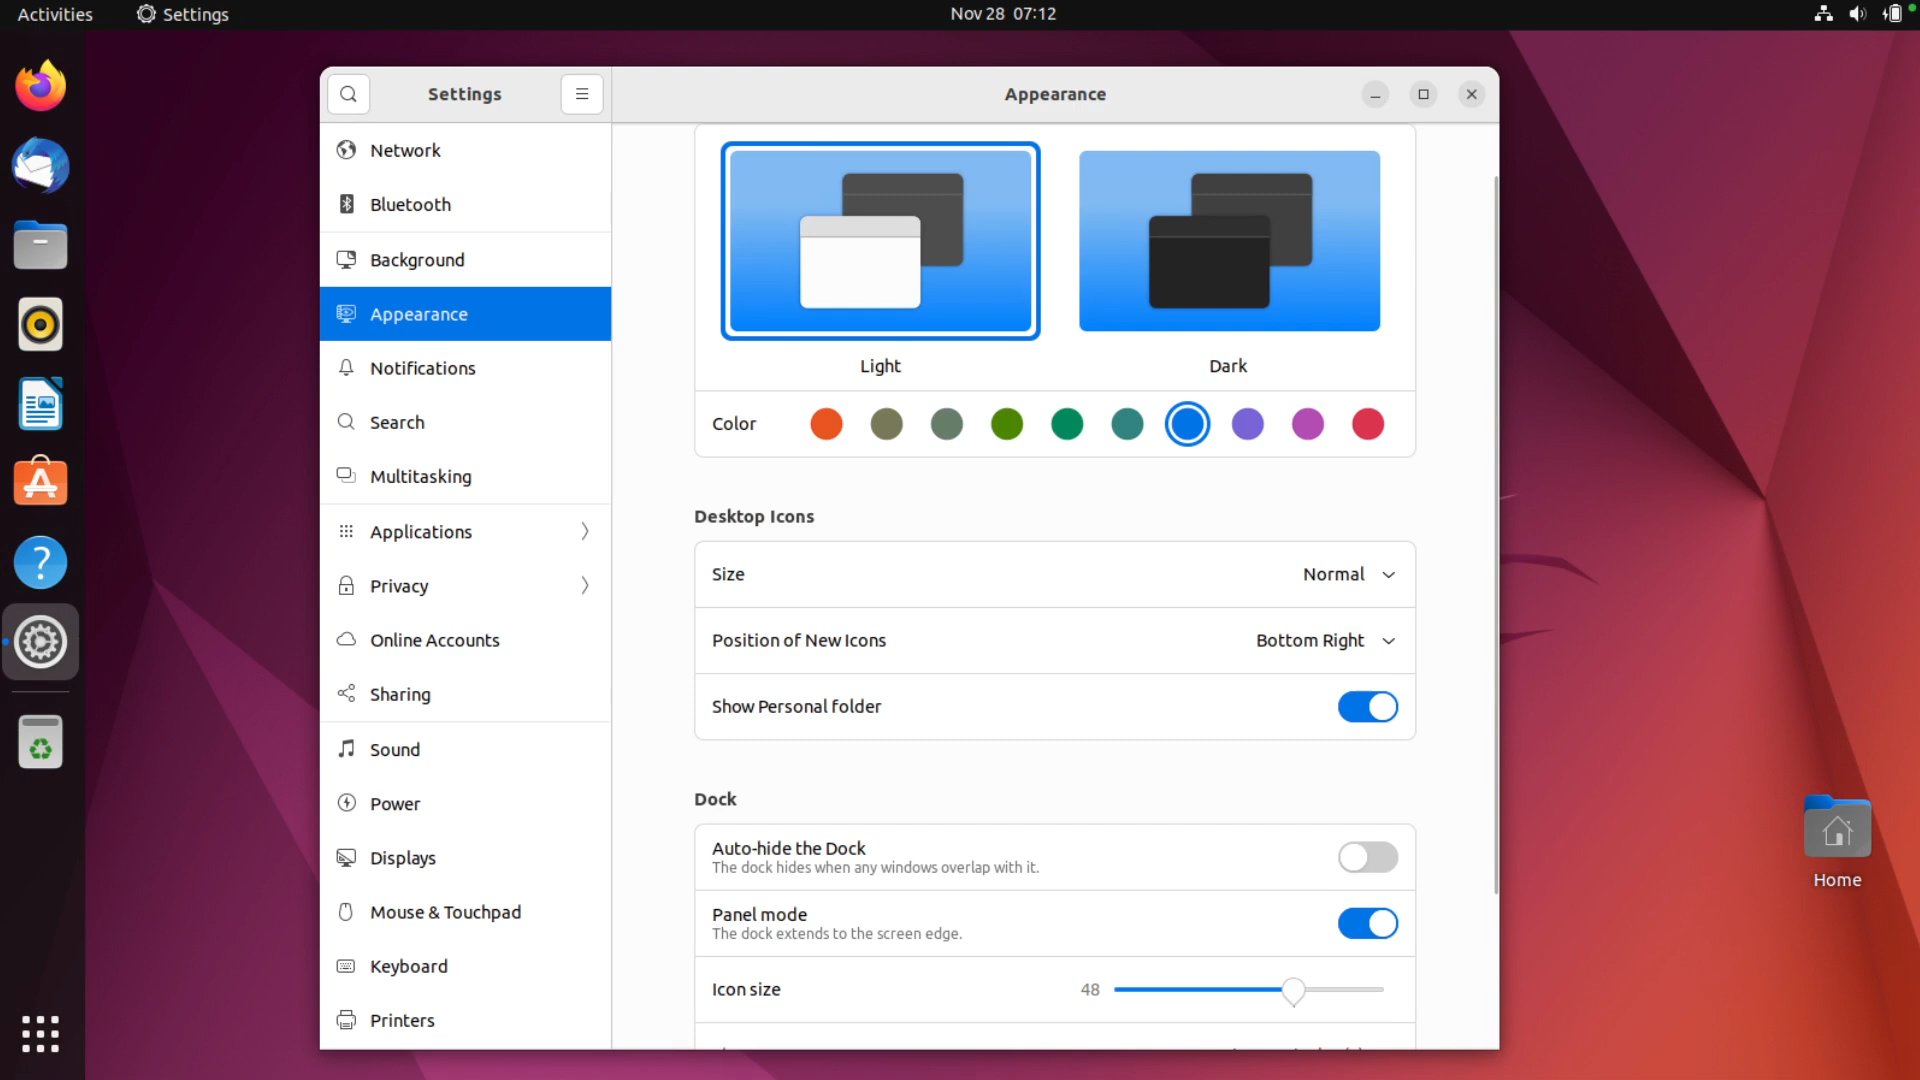 Activities
Settings
Nov 28 07:12
Settings
Appearance
Network
Bluetooth
Background
Appearance
Notifications
Search
Multitasking
Applications
Privacy
Online Accounts
Sharing
Sound
Power
Displays
Mouse & Touchpad
Keyboard
Printers
Light
Dark
Color
Desktop Icons
Size
Normal
Position of New Icons
Bottom Right
Show Personal folder
Dock
Auto-hide the Dock
The dock hides when any windows overlap with it.
Panel mode
The dock extends to the screen edge.
Icon size
48
Home